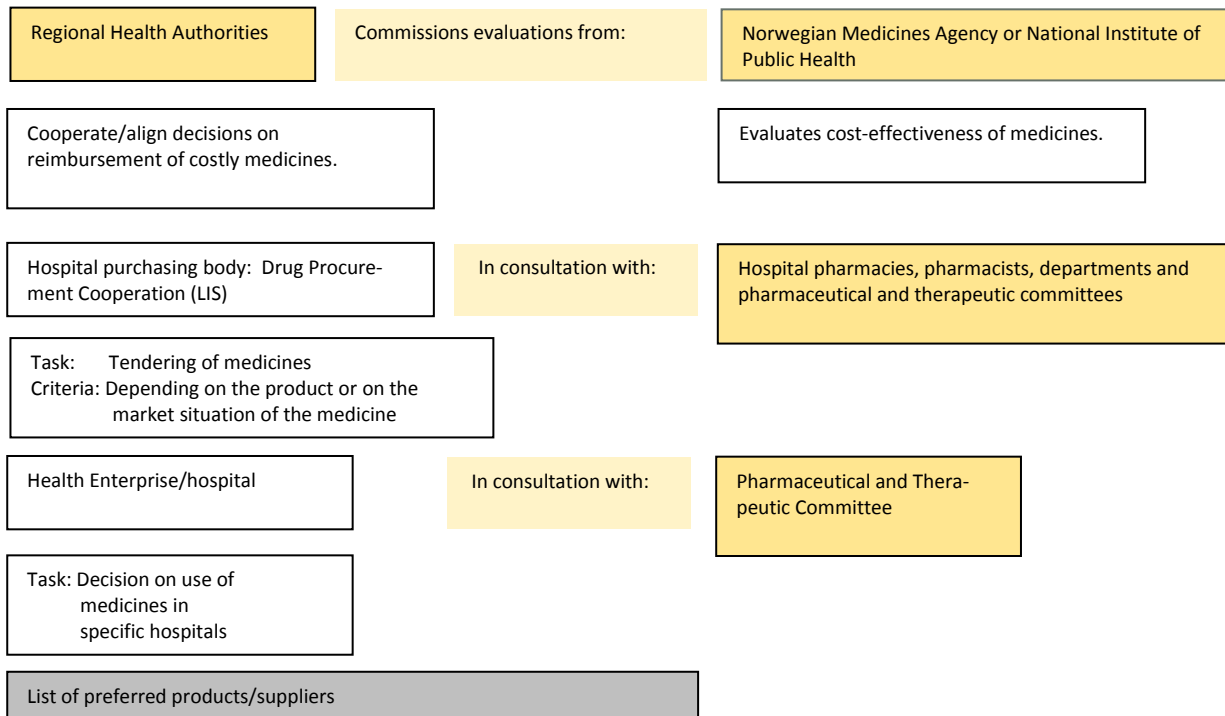 Regional Health Authorities
Commissions evaluations from:
Norwegian Medicines Agency or National Institute of
Public Health
Cooperate/align decisions on
reimbursement of costly medicines.
Evaluates cost-effectiveness of medicines.
Hospital purchasing body: Drug Procure-
ment Cooperation (LIS)
In consultation with:
Hospital pharmacies, pharmacists, departments and
pharmaceutical and therapeutic committees
Task: Tendering of medicines
Criteria: Depending on the product or on the
market situation of the medicine
Health Enterprise/hospital
In consultation with:
Pharmaceutical and Thera-
peutic Committee
Task: Decision on use of
medicines in
specific hospitals
List of preferred products/suppliers